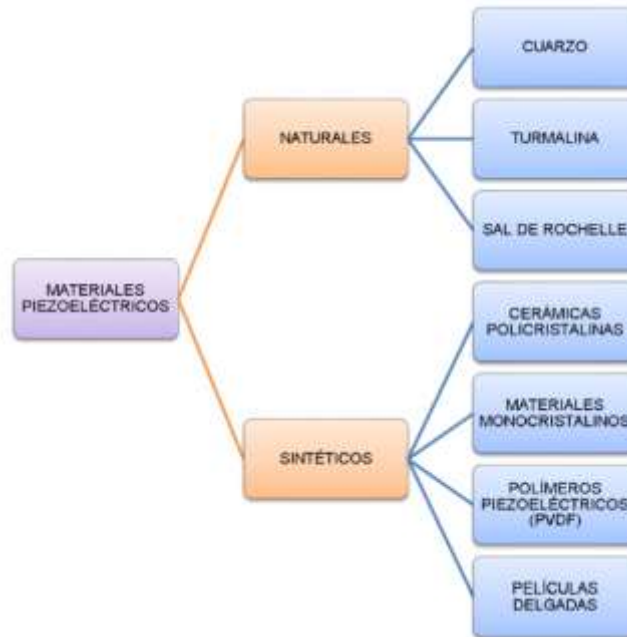 MATERIALES
PIEZOELÉCTRICOS
NATURALES
CUARZO
TURMALINA
SAL DE ROCHELLE
SINTÉTICOS
CERÁMICAS
POLICRISTALINAS
MATERIALES
MONOCRISTALINOS
POLÍMEROS
PIEZOELÉCTRICOS
(PVDF)
PELÍCULAS
DELGADAS